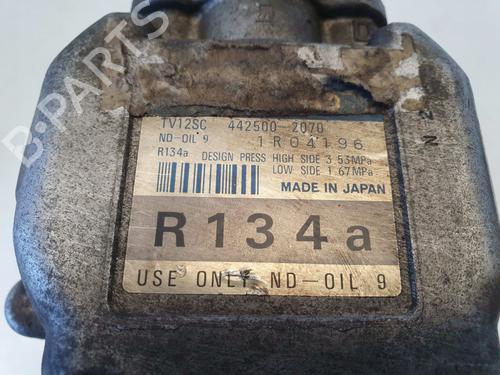 TV12SC 442500-2070
ND-OIL 9 1R04196
R134a DESIGN PRESS HIGH SIDE 3.53MPa
LOW SIDE 1.67MPa
MADE IN JAPAN
R134a
USE ONLY ND-OIL 9
B-PARTS